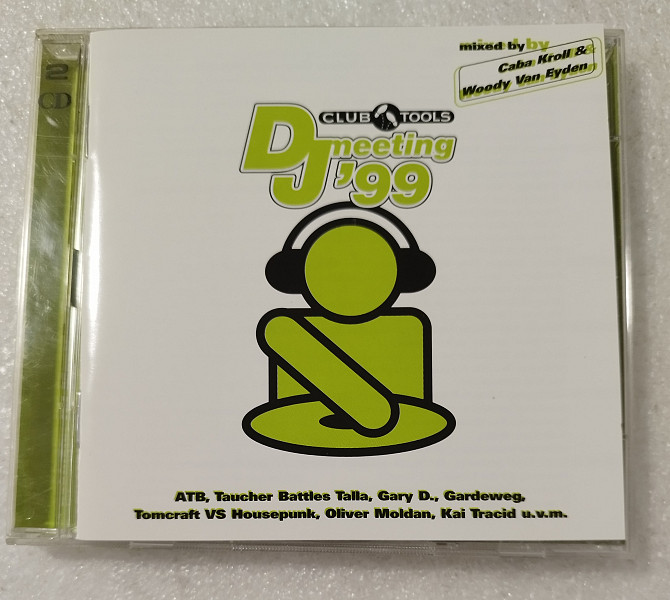 2
CD
mixed by by
Caba Kroll &
Woody Van Eyden
CLUB TOOLS
DJ meeting
'99
ATB, Taucher Battles Talla, Gary D., Gardeweg,
Tomcraft VS Housepunk, Oliver Moldan, Kai Tracid u.v.m.